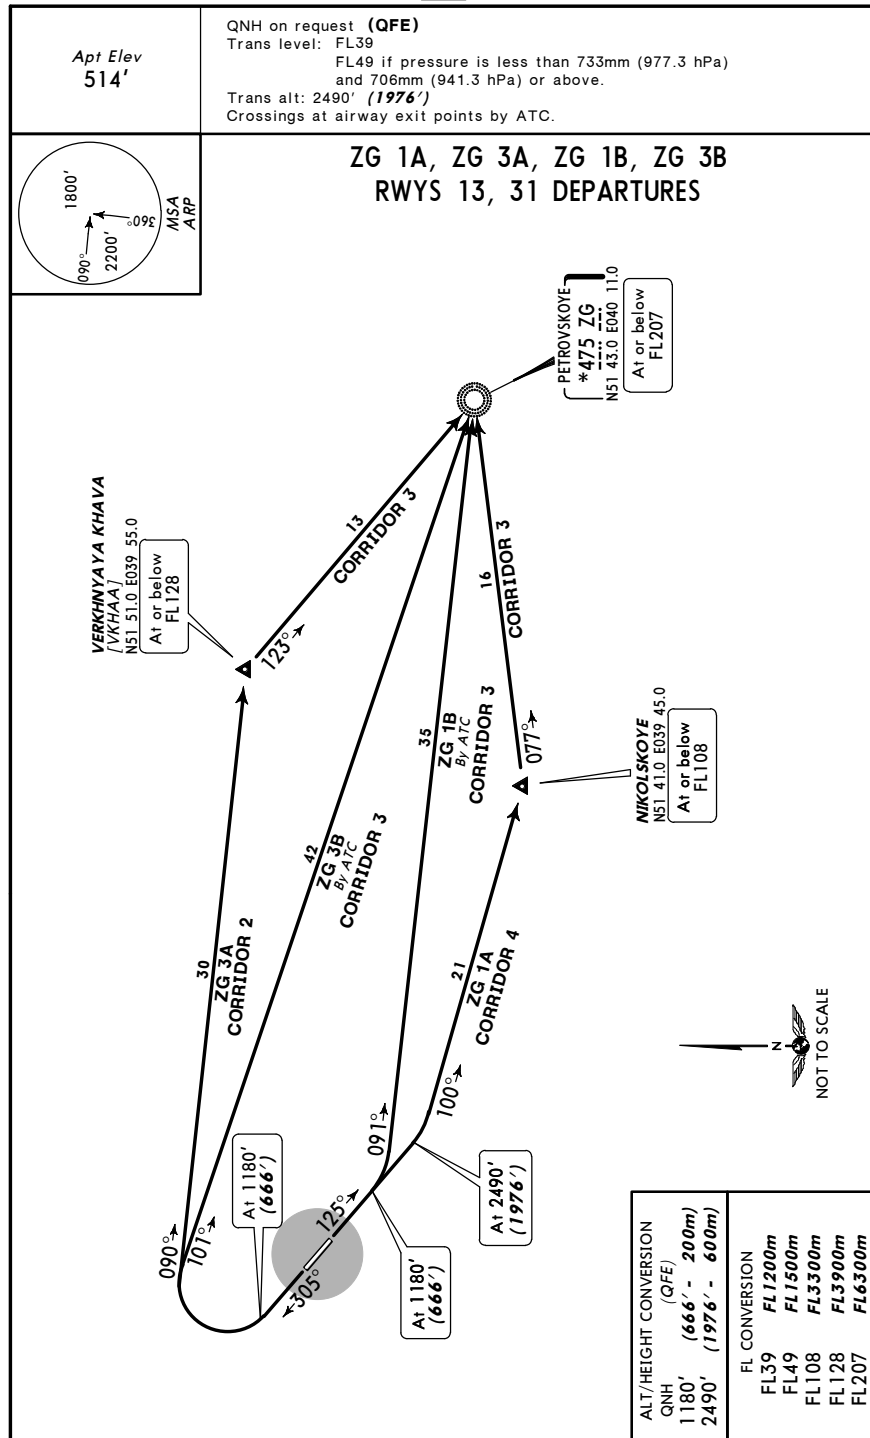 Apt Elev
514'
QNH on request (QFE)
Trans level: FL39
FL49 if pressure is less than 733mm (977.3 hPa)
and 706mm (941.3 hPa) or above.
Trans alt: 2490' (1976')
Crossings at airway exit points by ATC.
1800'
2200'
090°
360°
MSA
ARP
ZG 1A, ZG 3A, ZG 1B, ZG 3B
RWYS 13, 31 DEPARTURES
PETROVSKOYE
*475 ZG
N51 43.0 E040 11.0
At or below
FL207
VERKHNYAYA KHAVA
[VKHAA]
N51 51.0 E039 55.0
At or below
FL128
13
CORRIDOR 3
123°
16
CORRIDOR 3
077°
NIKOLSKOYE
N51 41.0 E039 45.0
At or below
FL108
35
ZG 1B
By ATC
CORRIDOR 3
42
ZG 3B
By ATC
CORRIDOR 3
30
ZG 3A
CORRIDOR 2
21
ZG 1A
CORRIDOR 4
090°
101°
091°
100°
At 1180'
(666')
125°
305°
At 1180'
(666')
At 2490'
(1976')
N
NOT TO SCALE
ALT/HEIGHT CONVERSION
QNH (QFE)
1180' (666' - 200m)
2490' (1976' - 600m)
FL CONVERSION
FL39 FL1200m
FL49 FL1500m
FL108 FL3300m
FL128 FL3900m
FL207 FL6300m